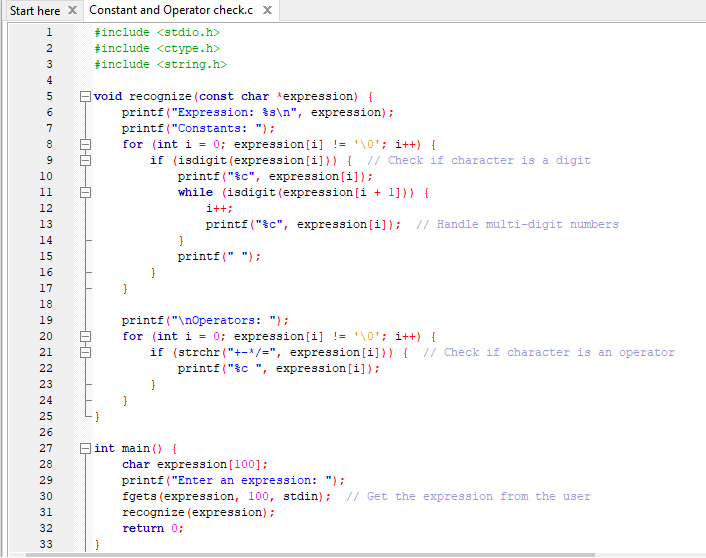 Start here X Constant and Operator check.c X
1 #include <stdio.h>
2 #include <ctype.h>
3 #include <string.h>
4
5 void recognize(const char *expression) {
6     printf("Expression: %s\n", expression);
7     printf("Constants: ");
8     for (int i = 0; expression[i] != '\0'; i++) {
9         if (isdigit(expression[i])) {  // Check if character is a digit
10             printf("%c", expression[i]);
11             while (isdigit(expression[i + 1])) {
12                 i++;
13                 printf("%c", expression[i]);  // Handle multi-digit numbers
14             }
15             printf(" ");
16         }
17     }
18
19     printf("\nOperators: ");
20     for (int i = 0; expression[i] != '\0'; i++) {
21         if (strchr("+-*/=", expression[i])) {  // Check if character is an operator
22             printf("%c ", expression[i]);
23         }
24     }
25 }
26
27 int main() {
28     char expression[100];
29     printf("Enter an expression: ");
30     fgets(expression, 100, stdin);  // Get the expression from the user
31     recognize(expression);
32     return 0;
33 }